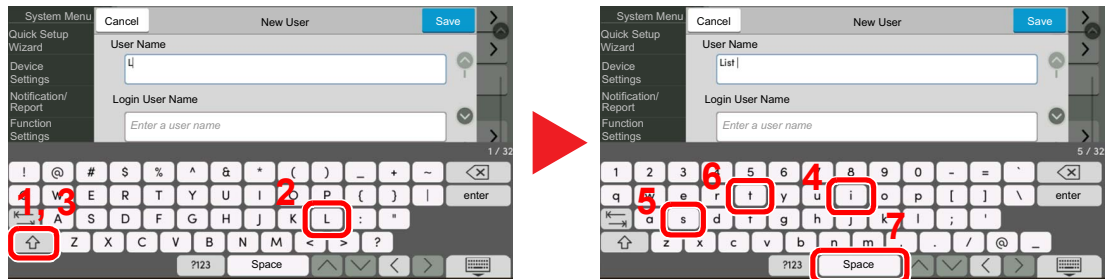 System Menu
Cancel
New User
Save
Quick Setup
Wizard
User Name
L
Device
Settings
Notification/
Report
Login User Name
Function
Settings
Enter a user name
1 / 32
! @ # $ % ^ & * ( ) _ + ~
W E R T Y U I O P { } | enter
A S D F G H J K L : "
Z X C V B N M < > ?
?123 Space
1, 3
2
System Menu
Cancel
New User
Save
Quick Setup
Wizard
User Name
List
Device
Settings
Notification/
Report
Login User Name
Function
Settings
Enter a user name
5 / 32
1 2 3 4 5 6 7 8 9 0 - = `
q w e r t y u i o p [ ] \ enter
a s d f g h j k l ; '
z x c v b n m , . / @ _
?123 Space
6
4
5
7